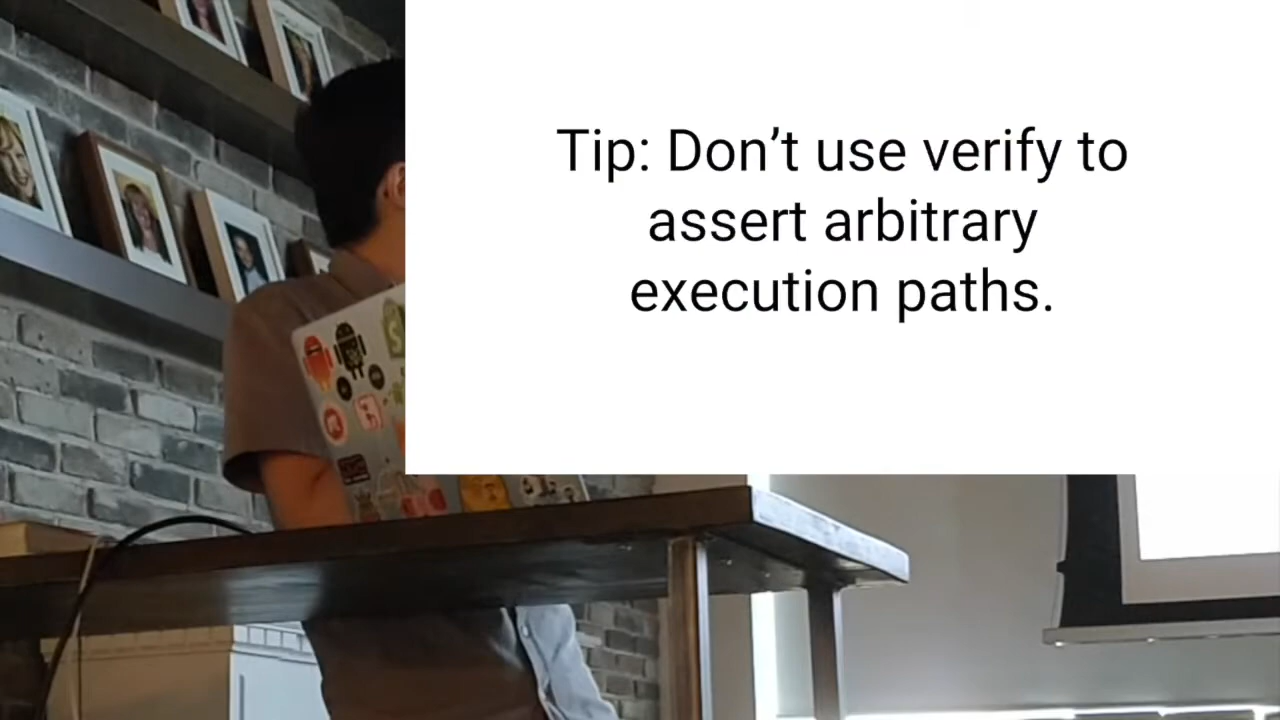 Tip: Don’t use verify to
assert arbitrary
execution paths.